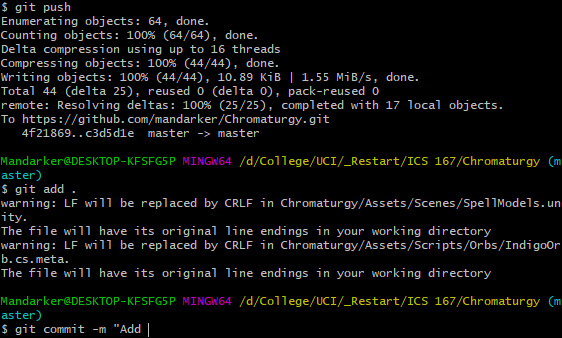 $ git push
Enumerating objects: 64, done.
Counting objects: 100% (64/64), done.
Delta compression using up to 16 threads
Compressing objects: 100% (44/44), done.
Writing objects: 100% (44/44), 10.89 KiB | 1.55 MiB/s, done.
Total 44 (delta 25), reused 0 (delta 0), pack-reused 0
remote: Resolving deltas: 100% (25/25), completed with 17 local objects.
To https://github.com/mandarker/Chromaturgy.git
   4f21869..c3d5d1e  master -> master
Mandarker@DESKTOP-KFSFG5P MINGW64 /d/College/UCI/_Restart/ICS 167/Chromaturgy (m
aster)
$ git add .
warning: LF will be replaced by CRLF in Chromaturgy/Assets/Scenes/SpellModels.un
ity.
The file will have its original line endings in your working directory
warning: LF will be replaced by CRLF in Chromaturgy/Assets/Scripts/Orbs/IndigoOr
b.cs.meta.
The file will have its original line endings in your working directory
Mandarker@DESKTOP-KFSFG5P MINGW64 /d/College/UCI/_Restart/ICS 167/Chromaturgy (m
aster)
$ git commit -m "Add